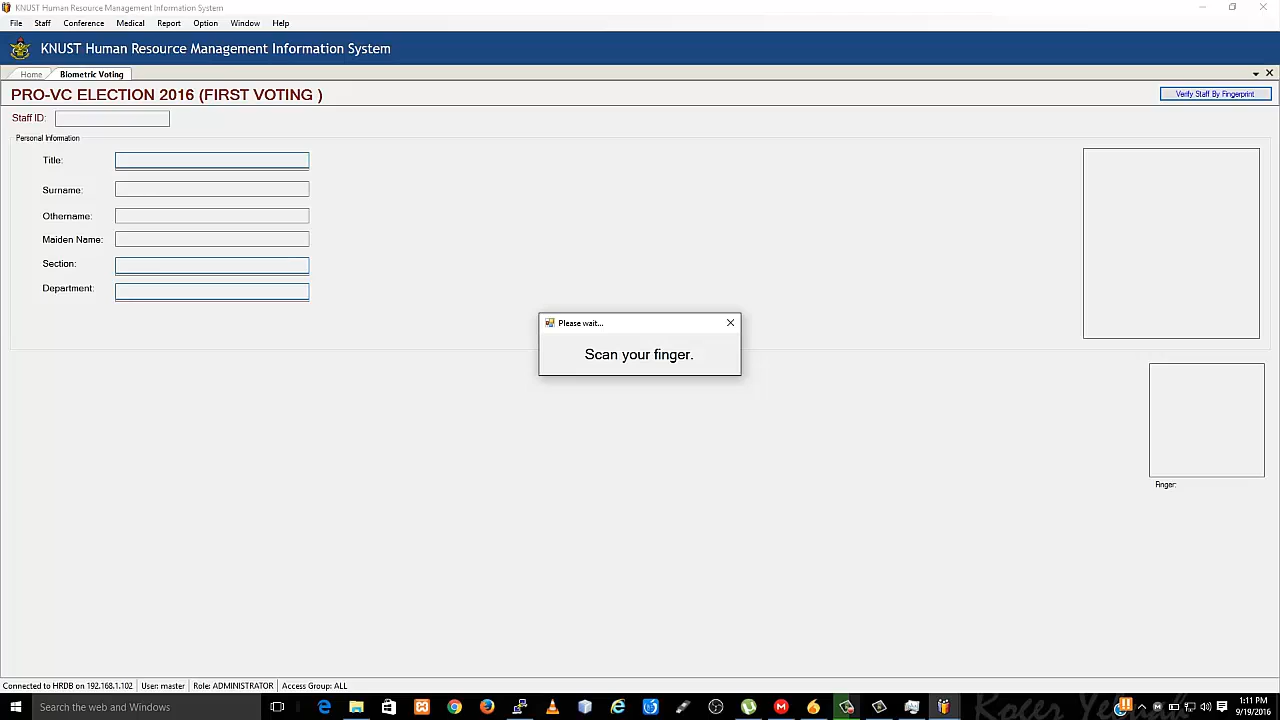 KNUST Human Resource Management Information System
File Staff Conference Medical Report Option Window Help
KNUST Human Resource Management Information System
Home Biometric Voting
PRO-VC ELECTION 2016 (FIRST VOTING )
Verify Staff By Fingerprint
Staff ID:
Personal Information
Title:
Surname:
Othername:
Maiden Name:
Section:
Department:
Please wait...
Scan your finger.
Finger:
Connected to HRDB on 192.168.1.102 User: master Role: ADMINISTRATOR Access Group: ALL
Search the web and Windows
1:11 PM
9/19/2016